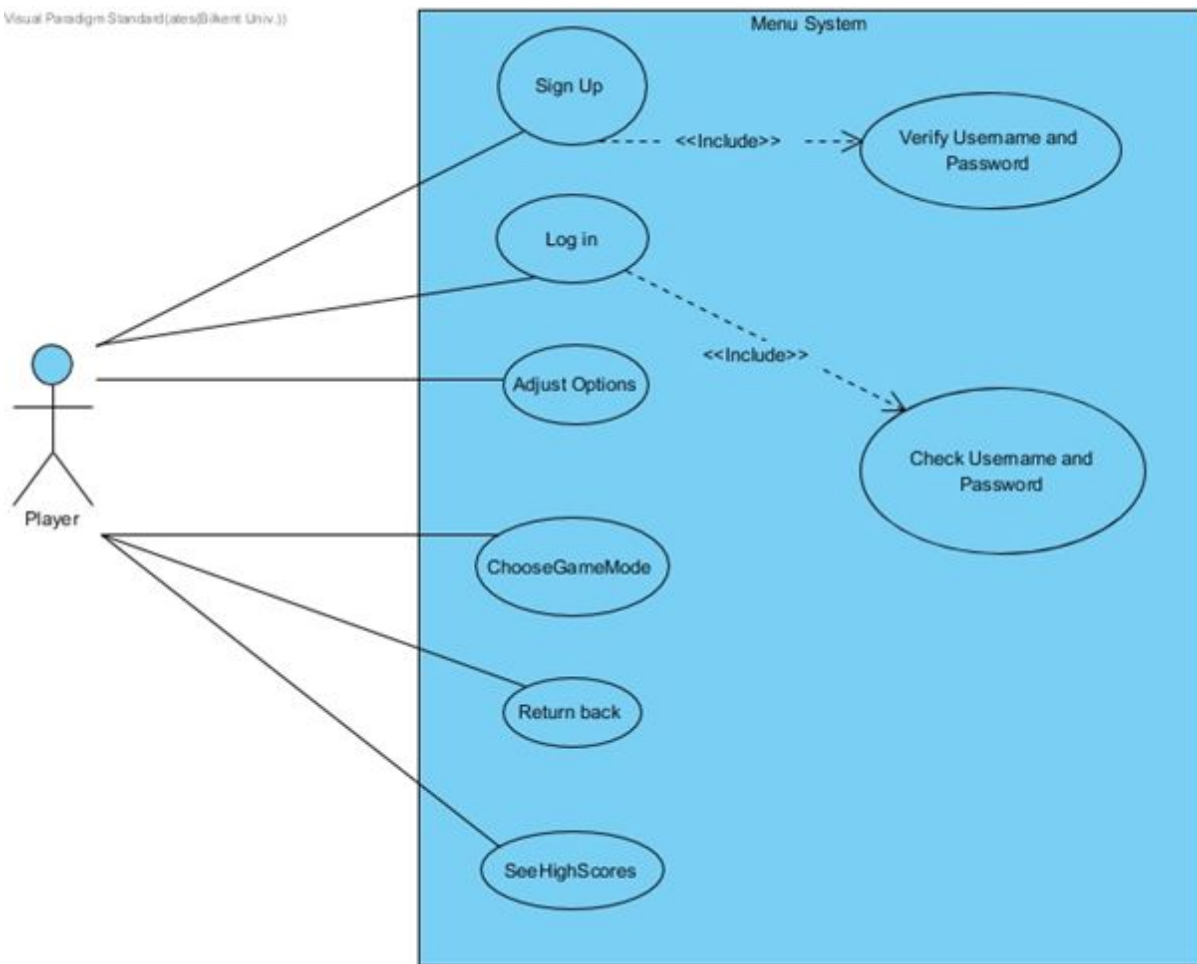 Visual Paradigm Standard(ates(Bilkent Univ.))
Menu System
Sign Up
<<Include>>
Verify Username and
Password
Log in
<<Include>>
Adjust Options
Check Username and
Password
Player
ChooseGameMode
Return back
SeeHighScores